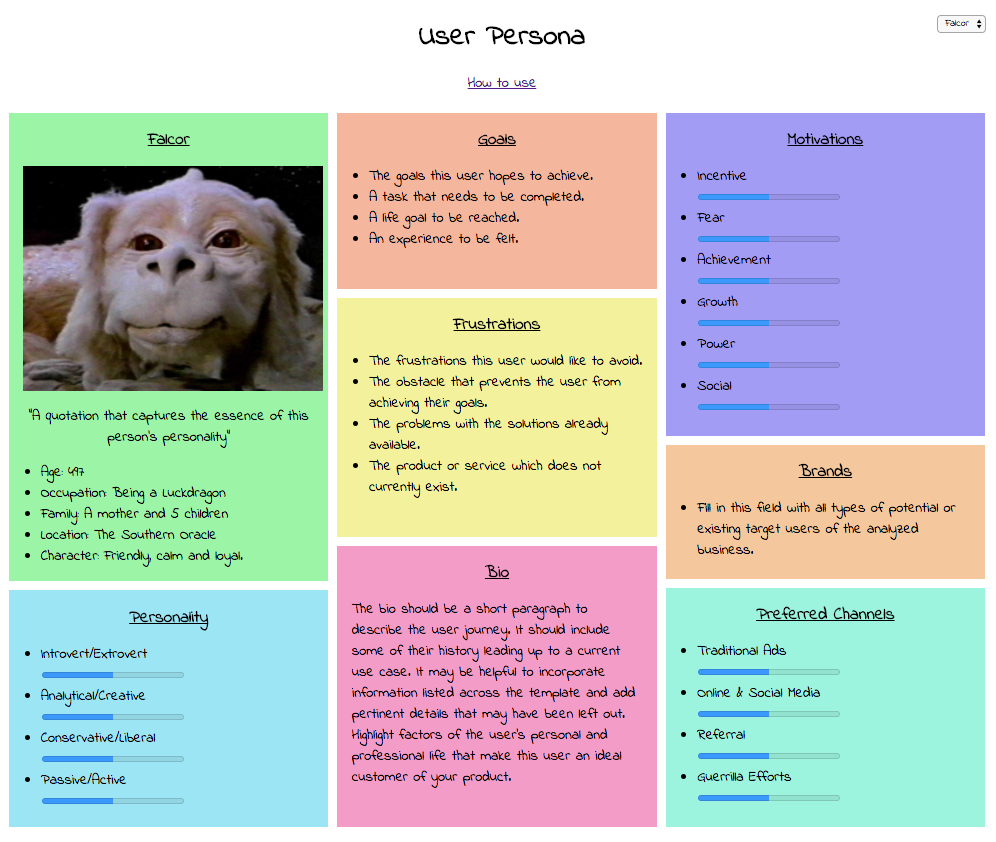 User Persona
Falcor
How to use
Falcor
"A quotation that captures the essence of this
person's personality"
Age: 497
Occupation: Being a Luckdragon
Family: A mother and 5 children
Location: The Southern Oracle
Character: Friendly, calm and loyal.
Personality
Introvert/Extrovert
Analytical/Creative
Conservative/Liberal
Passive/Active
Goals
The goals this user hopes to achieve.
A task that needs to be completed.
A life goal to be reached.
An experience to be felt.
Frustrations
The frustrations this user would like to avoid.
The obstacle that prevents the user from
achieving their goals.
The problems with the solutions already
available.
The product or service which does not
currently exist.
Bio
The bio should be a short paragraph to
describe the user journey. It should include
some of their history leading up to a current
use case. It may be helpful to incorporate
information listed across the template and add
pertinent details that may have been left out.
Highlight factors of the user's personal and
professional life that make this user an ideal
customer of your product.
Motivations
Incentive
Fear
Achievement
Growth
Power
Social
Brands
Fill in this field with all types of potential or
existing target users of the analyzed
business.
Preferred Channels
Traditional Ads
Online & Social Media
Referral
Guerrilla Efforts